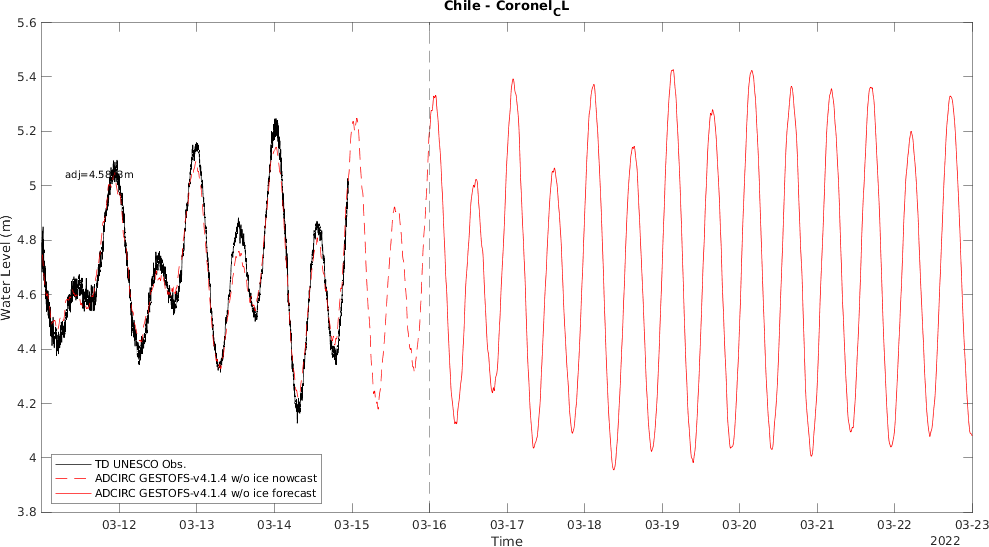 Chile - Coronel_CL
5.6
5.4
5.2
5
4.8
4.6
4.4
4.2
4
3.8
Water Level (m)
TD UNESCO Obs.
ADCIRC GESTOFS-v4.1.4 w/o ice nowcast
ADCIRC GESTOFS-v4.1.4 w/o ice forecast
03-12 03-13 03-14 03-15 03-16 03-17 03-18 03-19 03-20 03-21 03-22 03-23
Time
2022